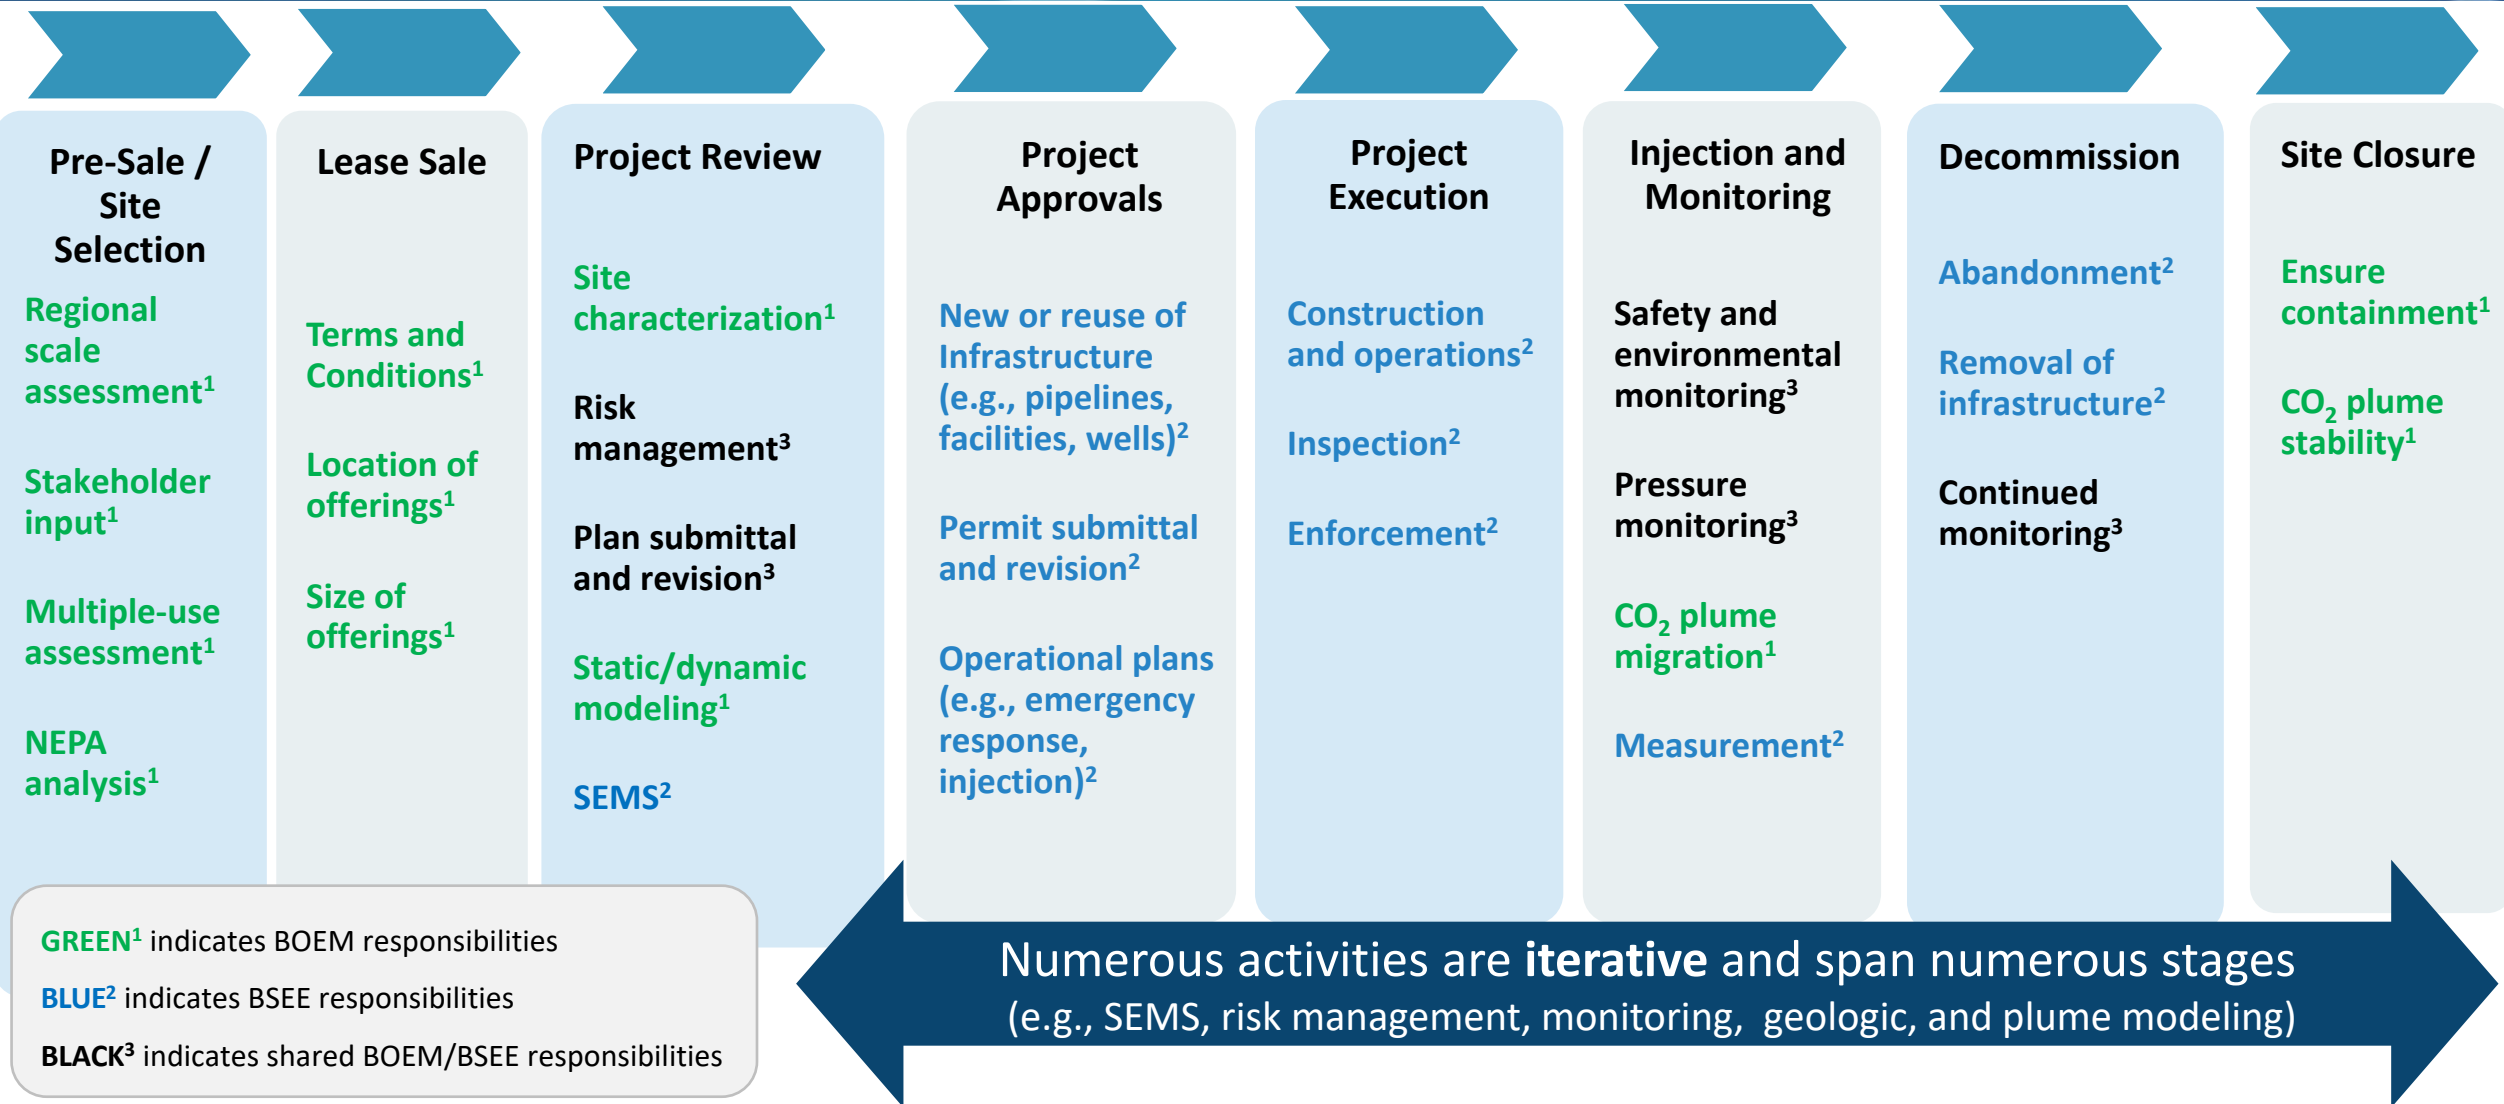 Pre-Sale /
Site
Selection
Regional
scale
assessment¹
Stakeholder
input¹
Multiple-use
assessment¹
NEPA
analysis¹
Lease Sale
Terms and
Conditions¹
Location of
offerings¹
Size of
offerings¹
Project Review
Site
characterization¹
Risk
management³
Plan submittal
and revision³
Static/dynamic
modeling¹
SEMS²
Project
Approvals
New or reuse of
Infrastructure
(e.g., pipelines,
facilities, wells)²
Permit submittal
and revision²
Operational plans
(e.g., emergency
response,
injection)²
Project
Execution
Construction
and operations²
Inspection²
Enforcement²
Injection and
Monitoring
Safety and
environmental
monitoring³
Pressure
monitoring³
CO₂ plume
migration¹
Measurement²
Decommission
Abandonment²
Removal of
infrastructure²
Continued
monitoring³
Site Closure
Ensure
containment¹
CO₂ plume
stability¹
GREEN¹ indicates BOEM responsibilities
BLUE² indicates BSEE responsibilities
BLACK³ indicates shared BOEM/BSEE responsibilities
Numerous activities are iterative and span numerous stages
(e.g., SEMS, risk management, monitoring, geologic, and plume modeling)